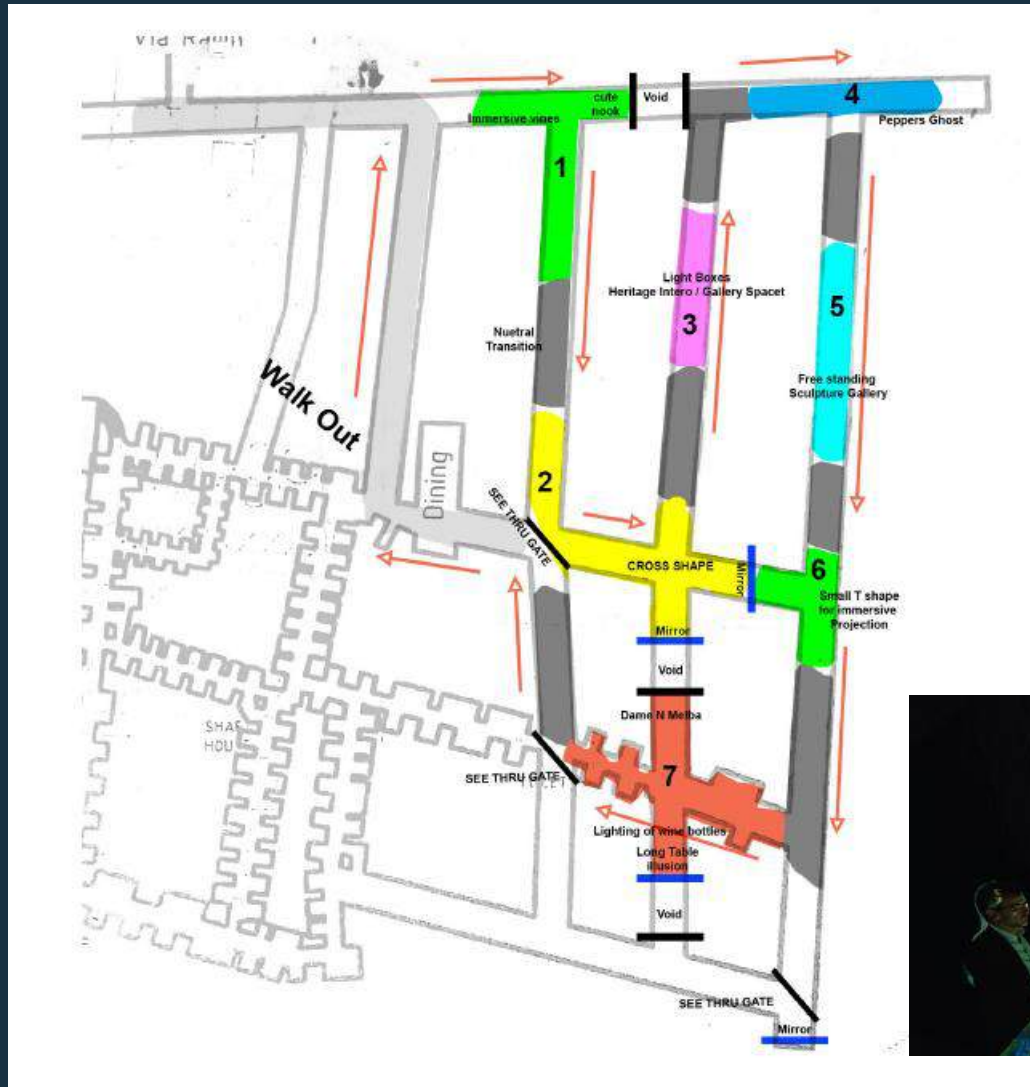 4
cute
nook
Void
Immersive vines
Peppers Ghost
1
Light Boxes
Heritage Intero / Gallery Spacet
3
5
Nuetral
Transition
Walk Out
Free standing
Sculpture Gallery
Dining
2
SEE THRU GATE
CROSS SHAPE
Mirror
6
Small T shape
for immersive
Projection
Mirror
Void
Dame N Melba
7
SEE THRU GATE
Lighting of wine bottles
Long Table
illusion
Void
SEE THRU GATE
Mirror